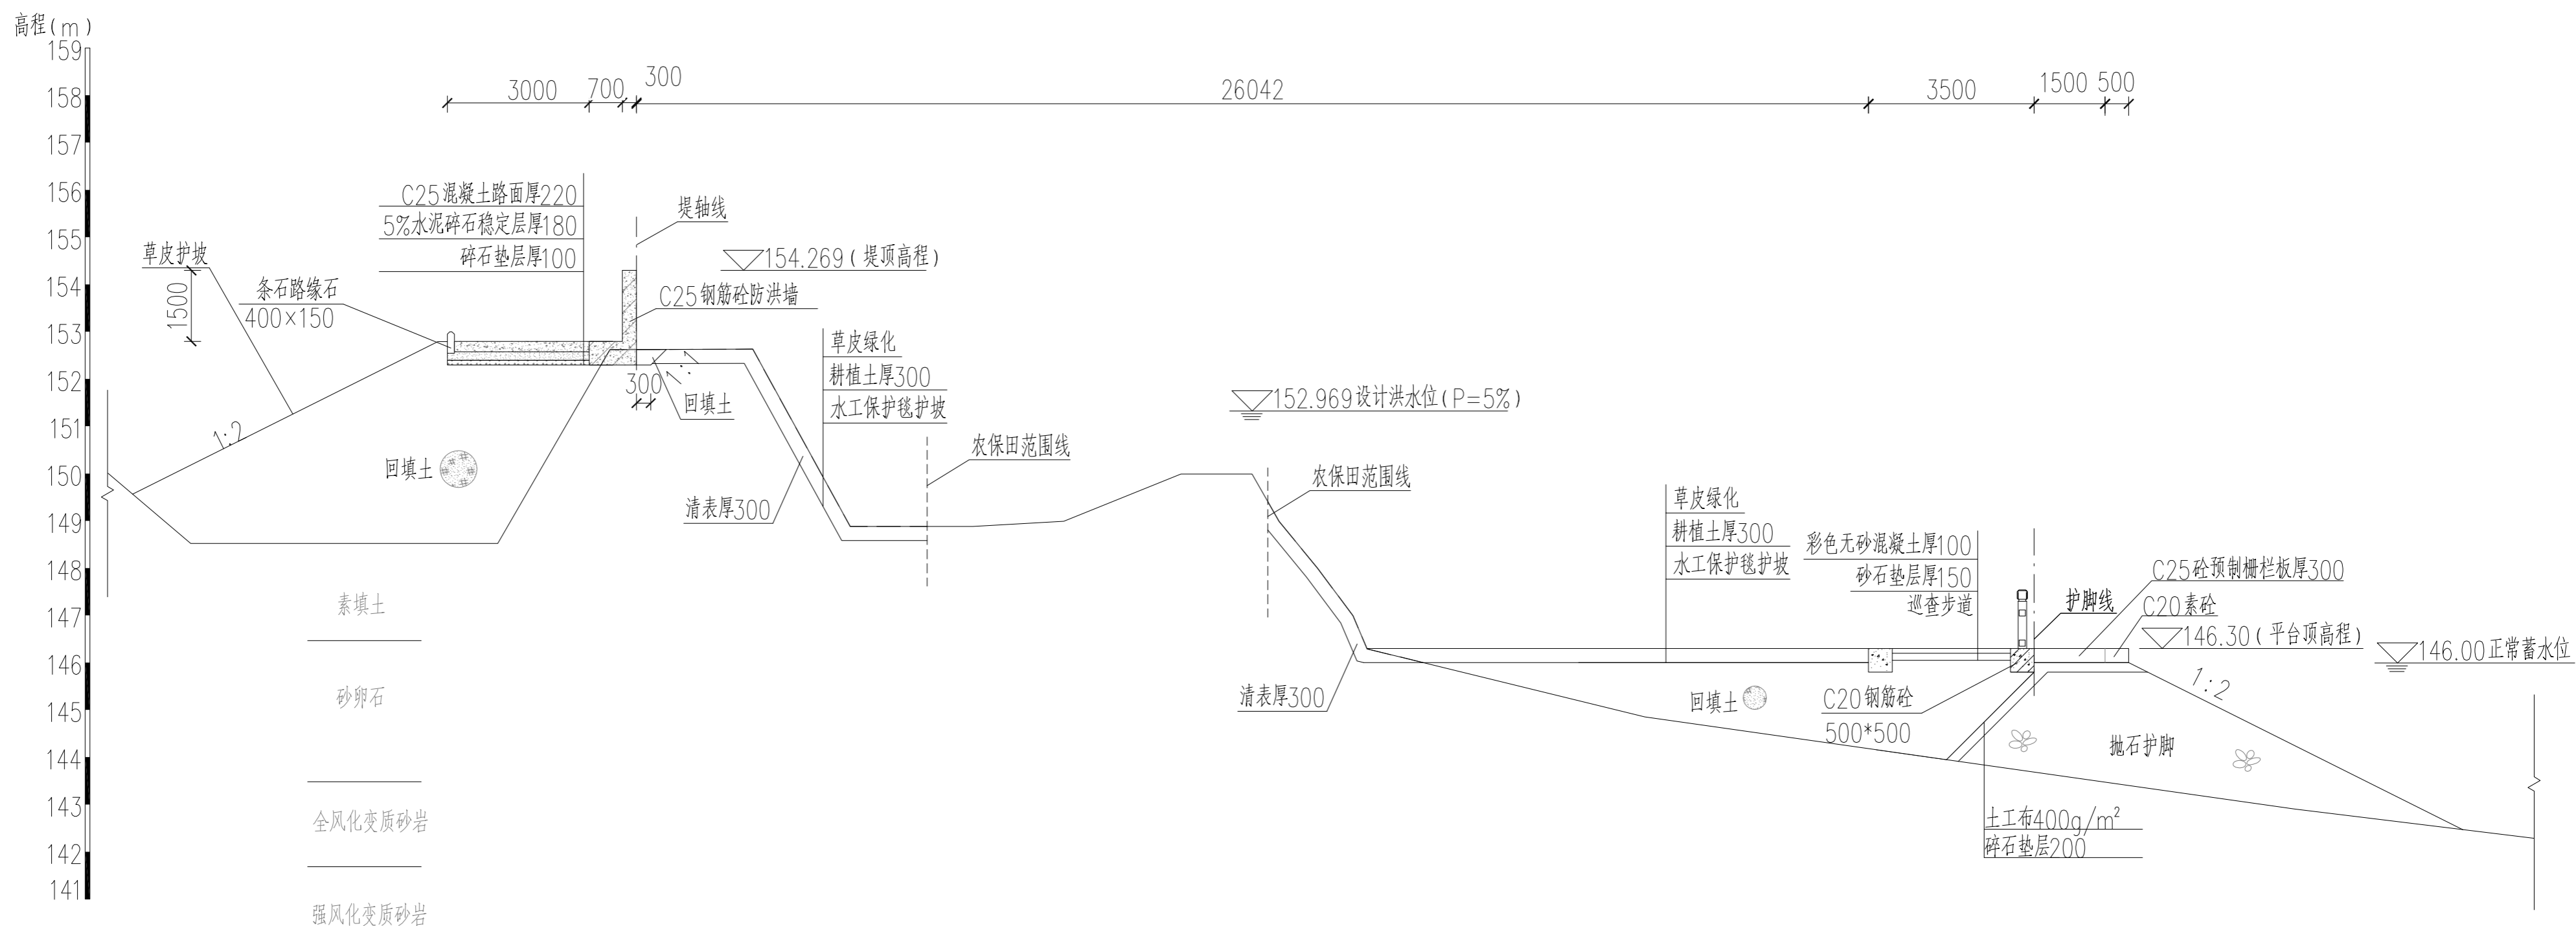 高程(m)
159
158
157
156
155
154
153
152
151
150
149
148
147
146
145
144
143
142
141
3000
700
300
26042
3500
1500
500
C25混凝土路面厚220
5%水泥碎石稳定层厚180
碎石垫层厚100
堤轴线
154.269(堤顶高程)
C25钢筋砼防洪墙
草皮护坡
1500
条石路缘石
400×150
1:2
回填土
300
1:1
回填土
草皮绿化
耕植土厚300
水工保护毯护坡
清表厚300
农保田范围线
152.969设计洪水位(P=5%)
农保田范围线
清表厚300
草皮绿化
耕植土厚300
水工保护毯护坡
彩色无砂混凝土厚100
砂石垫层厚150
巡查步道
护脚线
C25砼预制栅栏板厚300
C20素砼
146.30(平台顶高程)
146.00正常蓄水位
1:2
回填土
C20钢筋砼
500*500
抛石护脚
土工布400g/m²
碎石垫层200
素填土
砂卵石
全风化变质砂岩
强风化变质砂岩